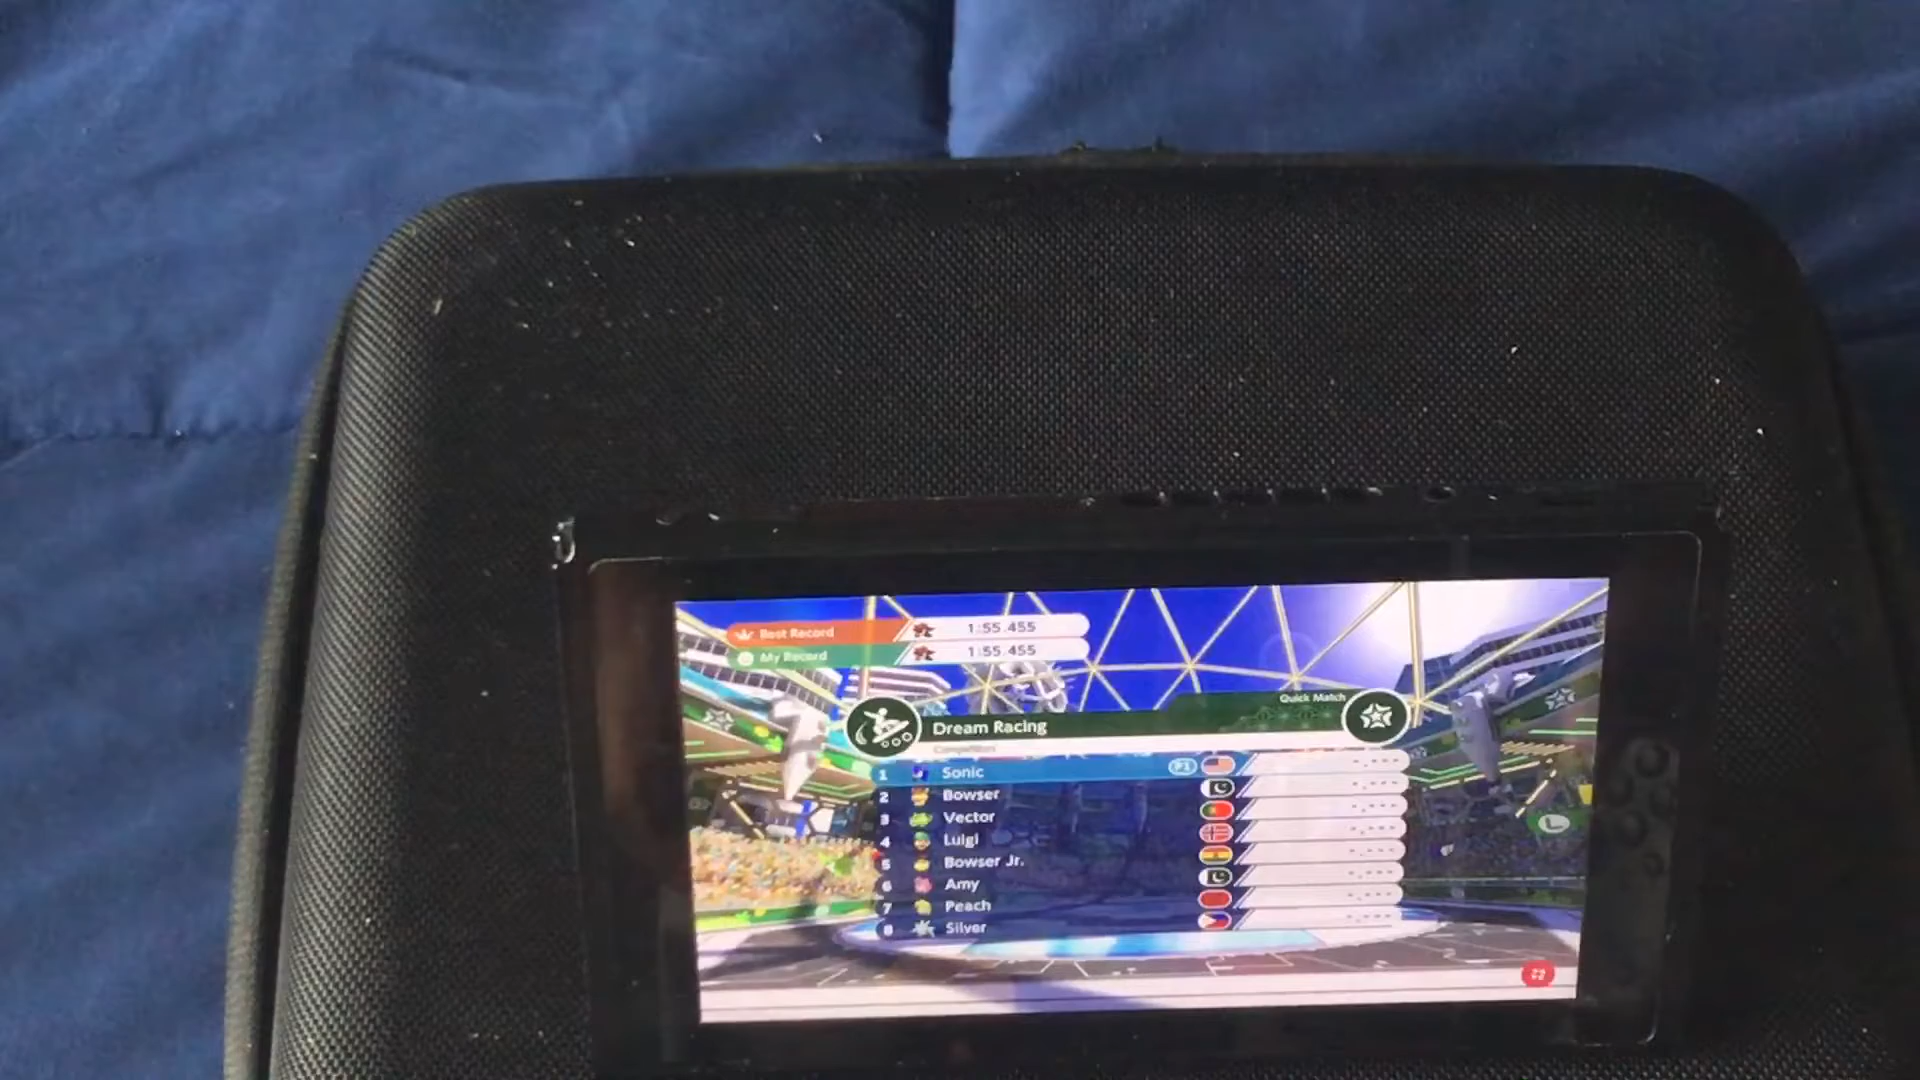 Best Record 1:55.455
My Record 1:55.455
Quick Match
Dream Racing
Competition
1 Sonic P1
2 Bowser
3 Vector
4 Luigi
5 Bowser Jr.
6 Amy
7 Peach
8 Silver
L